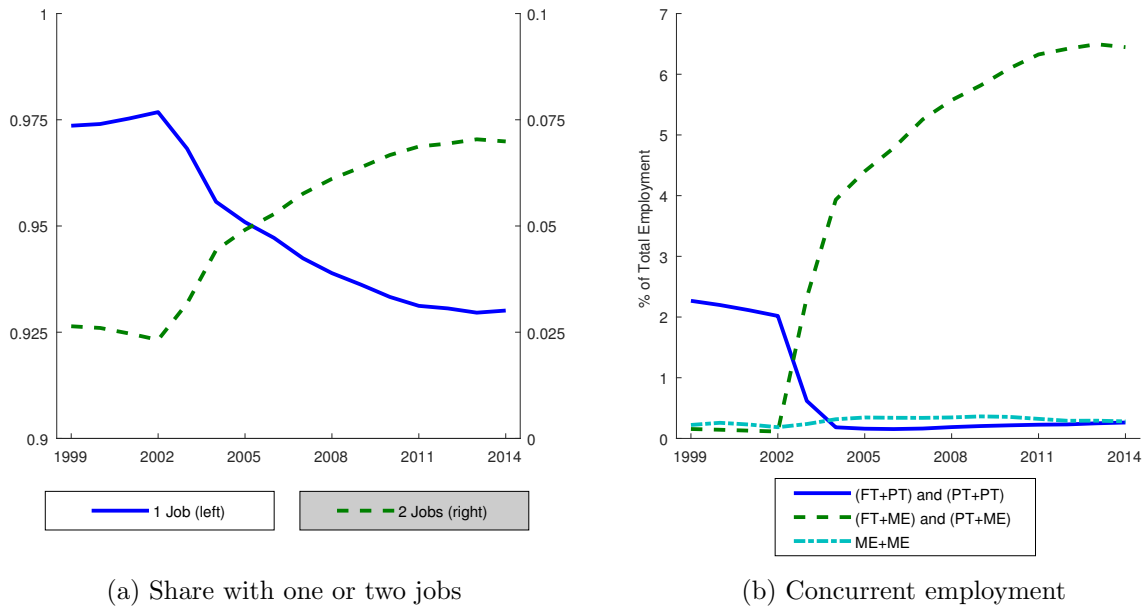 1
0.975
0.95
0.925
0.9
0.1
0.075
0.05
0.025
0
1999 2002 2005 2008 2011 2014
1 Job (left)
2 Jobs (right)
(a) Share with one or two jobs
% of Total Employment
7
6
5
4
3
2
1
0
1999 2002 2005 2008 2011 2014
(FT+PT) and (PT+PT)
(FT+ME) and (PT+ME)
ME+ME
(b) Concurrent employment